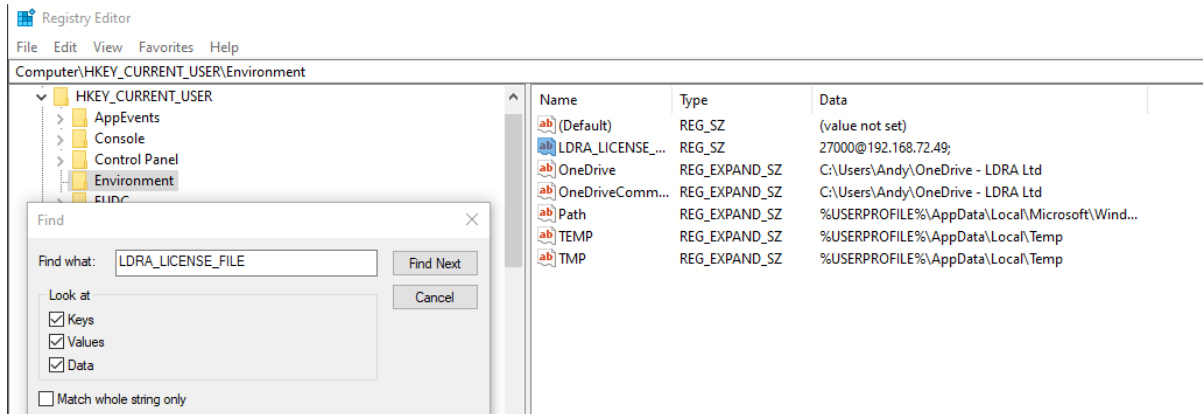 Registry Editor
File Edit View Favorites Help
Computer\HKEY_CURRENT_USER\Environment
HKEY_CURRENT_USER
AppEvents
Console
Control Panel
Environment
EUDC
Name Type Data
(Default) REG_SZ (value not set)
LDRA_LICENSE_... REG_SZ 27000@192.168.72.49;
OneDrive REG_EXPAND_SZ C:\Users\Andy\OneDrive - LDRA Ltd
OneDriveComm... REG_EXPAND_SZ C:\Users\Andy\OneDrive - LDRA Ltd
Path REG_EXPAND_SZ %USERPROFILE%\AppData\Local\Microsoft\Wind...
TEMP REG_EXPAND_SZ %USERPROFILE%\AppData\Local\Temp
TMP REG_EXPAND_SZ %USERPROFILE%\AppData\Local\Temp
Find
Find what: LDRA_LICENSE_FILE Find Next
Look at Cancel
Keys
Values
Data
Match whole string only